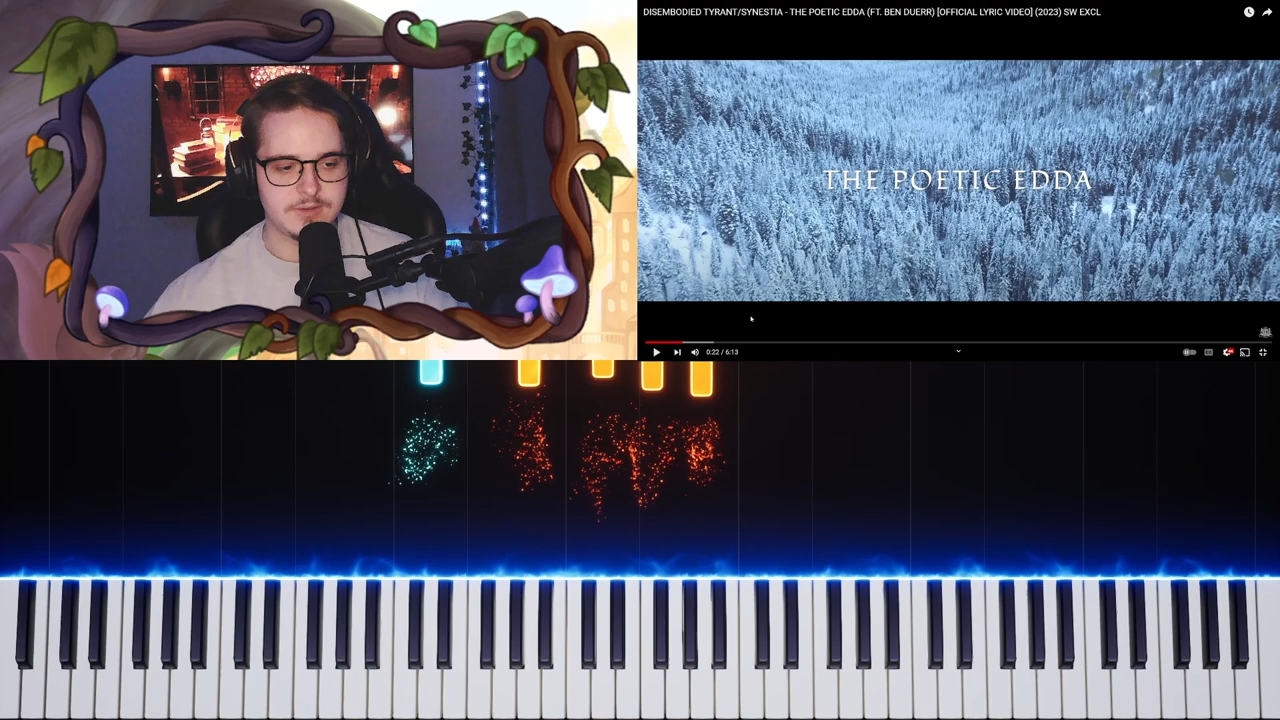 DISEMBODIED TYRANT/SYNESTIA - THE POETIC EDDA (FT. BEN DUERR) [OFFICIAL LYRIC VIDEO] (2023) SW EXCL
THE POETIC EDDA
0:22 / 6:13